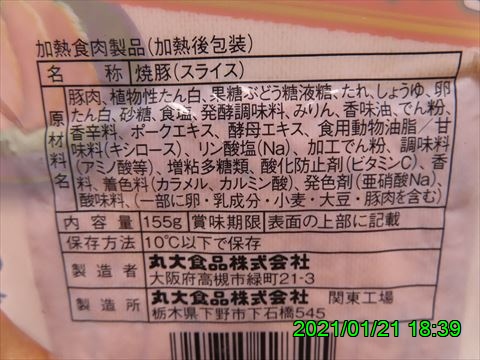 加熱食肉製品(加熱後包装)
名称 焼豚(スライス)
原材料名
豚肉、植物性たん白、果糖ぶどう糖液糖、たれ、しょうゆ、卵
たん白、砂糖、食塩、発酵調味料、みりん、香味油、でん粉、
香辛料、ポークエキス、酵母エキス、食用動物油脂／甘
味料(キシロース)、リン酸塩(Na)、加工でん粉、調味料
(アミノ酸等)、増粘多糖類、酸化防止剤(ビタミンC)、香
料、着色料(カラメル、カルミン酸)、発色剤(亜硝酸Na)、
酸味料、(一部に卵・乳成分・小麦・大豆・豚肉を含む)
内容量 155g 賞味期限 表面の上部に記載
保存方法 10℃以下で保存
製造者 丸大食品株式会社
大阪府高槻市緑町21-3
製造所 丸大食品株式会社 関東工場
栃木県下野市下石橋545
2021/01/21 18:39